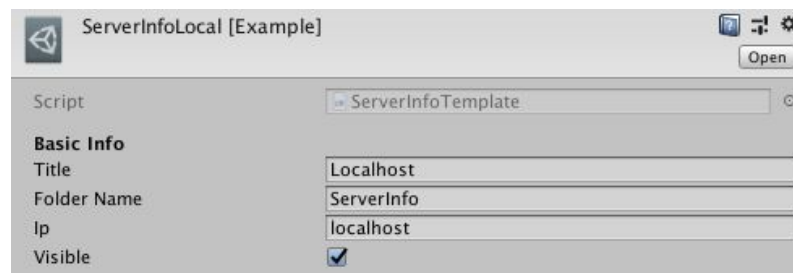 ServerInfoLocal [Example]
Open
Script ServerInfoTemplate
Basic Info
Title Localhost
Folder Name ServerInfo
Ip localhost
Visible